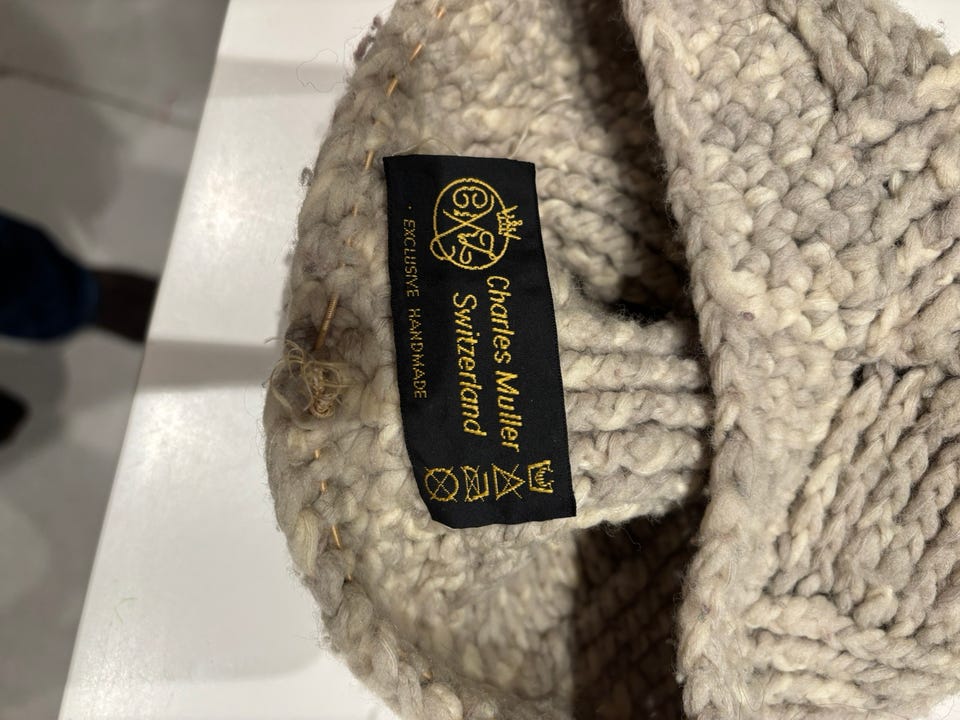 Charles Muller
Switzerland
· EXCLUSIVE HANDMADE